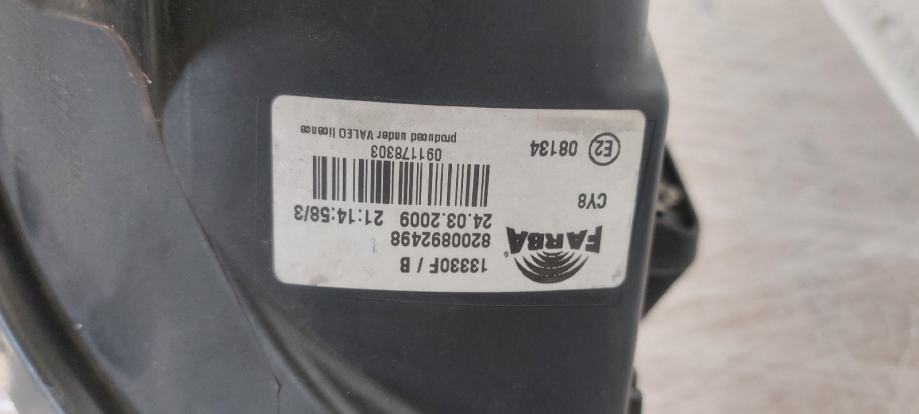 FARBA®
13330F / B
8200892498
24.03.2009 21:14:58/3
CY8
091178303
E2 08134
produced under VALEO licence